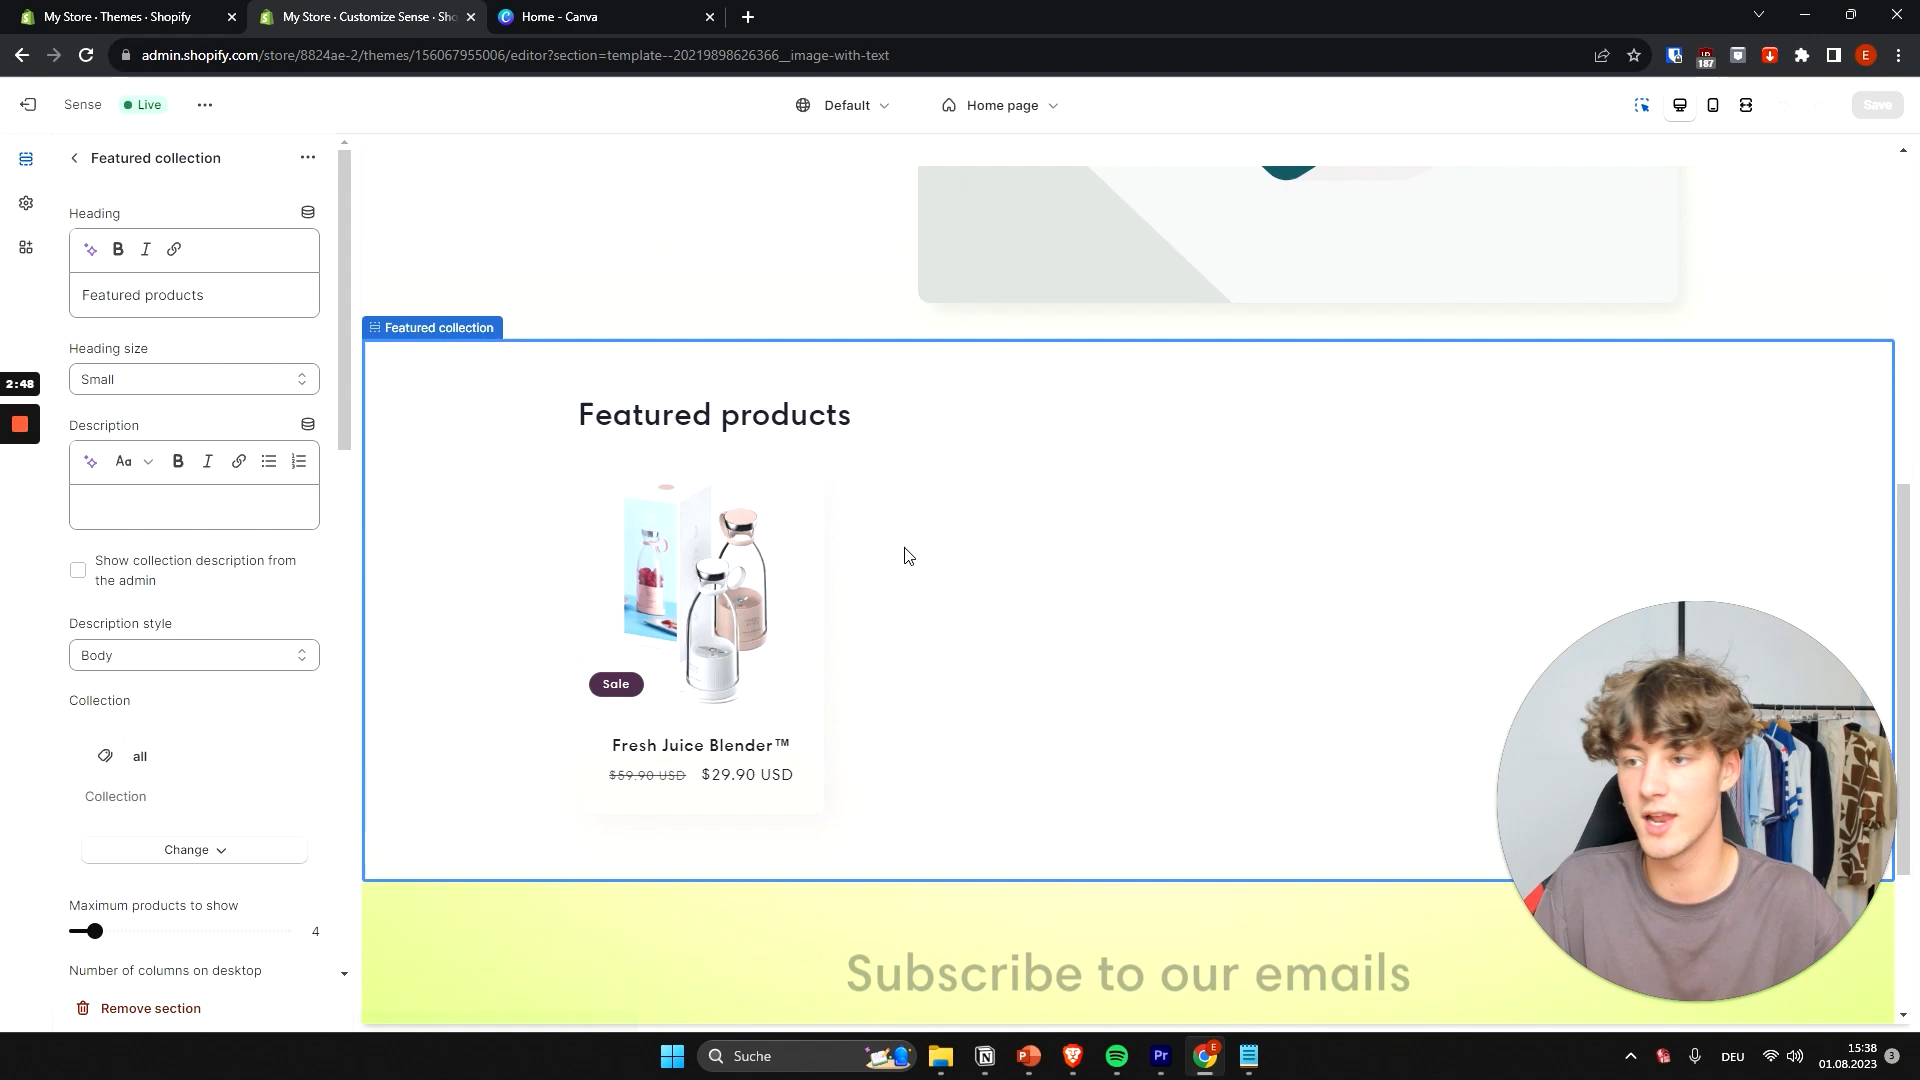 My Store · Themes · Shopify
My Store · Customize Sense · Sho
Home - Canva
admin.shopify.com/store/8824ae-2/themes/156067955006/editor?section=template--20219898626366__image-with-text
187
E
Sense
Live
Default
Home page
Save
Featured collection
Heading
Featured products
Heading size
Small
2:48
Description
Aa
Show collection description from
the admin
Description style
Body
Collection
all
Collection
Change
Maximum products to show
4
Number of columns on desktop
Remove section
Featured collection
Featured products
Sale
Fresh Juice Blender™
$59.90 USD $29.90 USD
Subscribe to our emails
Suche
Pr
E
DEU
15:38
01.08.2023
3